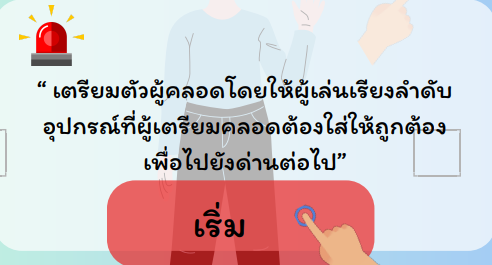 “ เตรียมตัวผู้คลอดโดยให้ผู้เล่นเรียงลำดับ
อุปกรณ์ที่ผู้เตรียมคลอดต้องใส่ให้ถูกต้อง
เพื่อไปยังด่านต่อไป”
เริ่ม